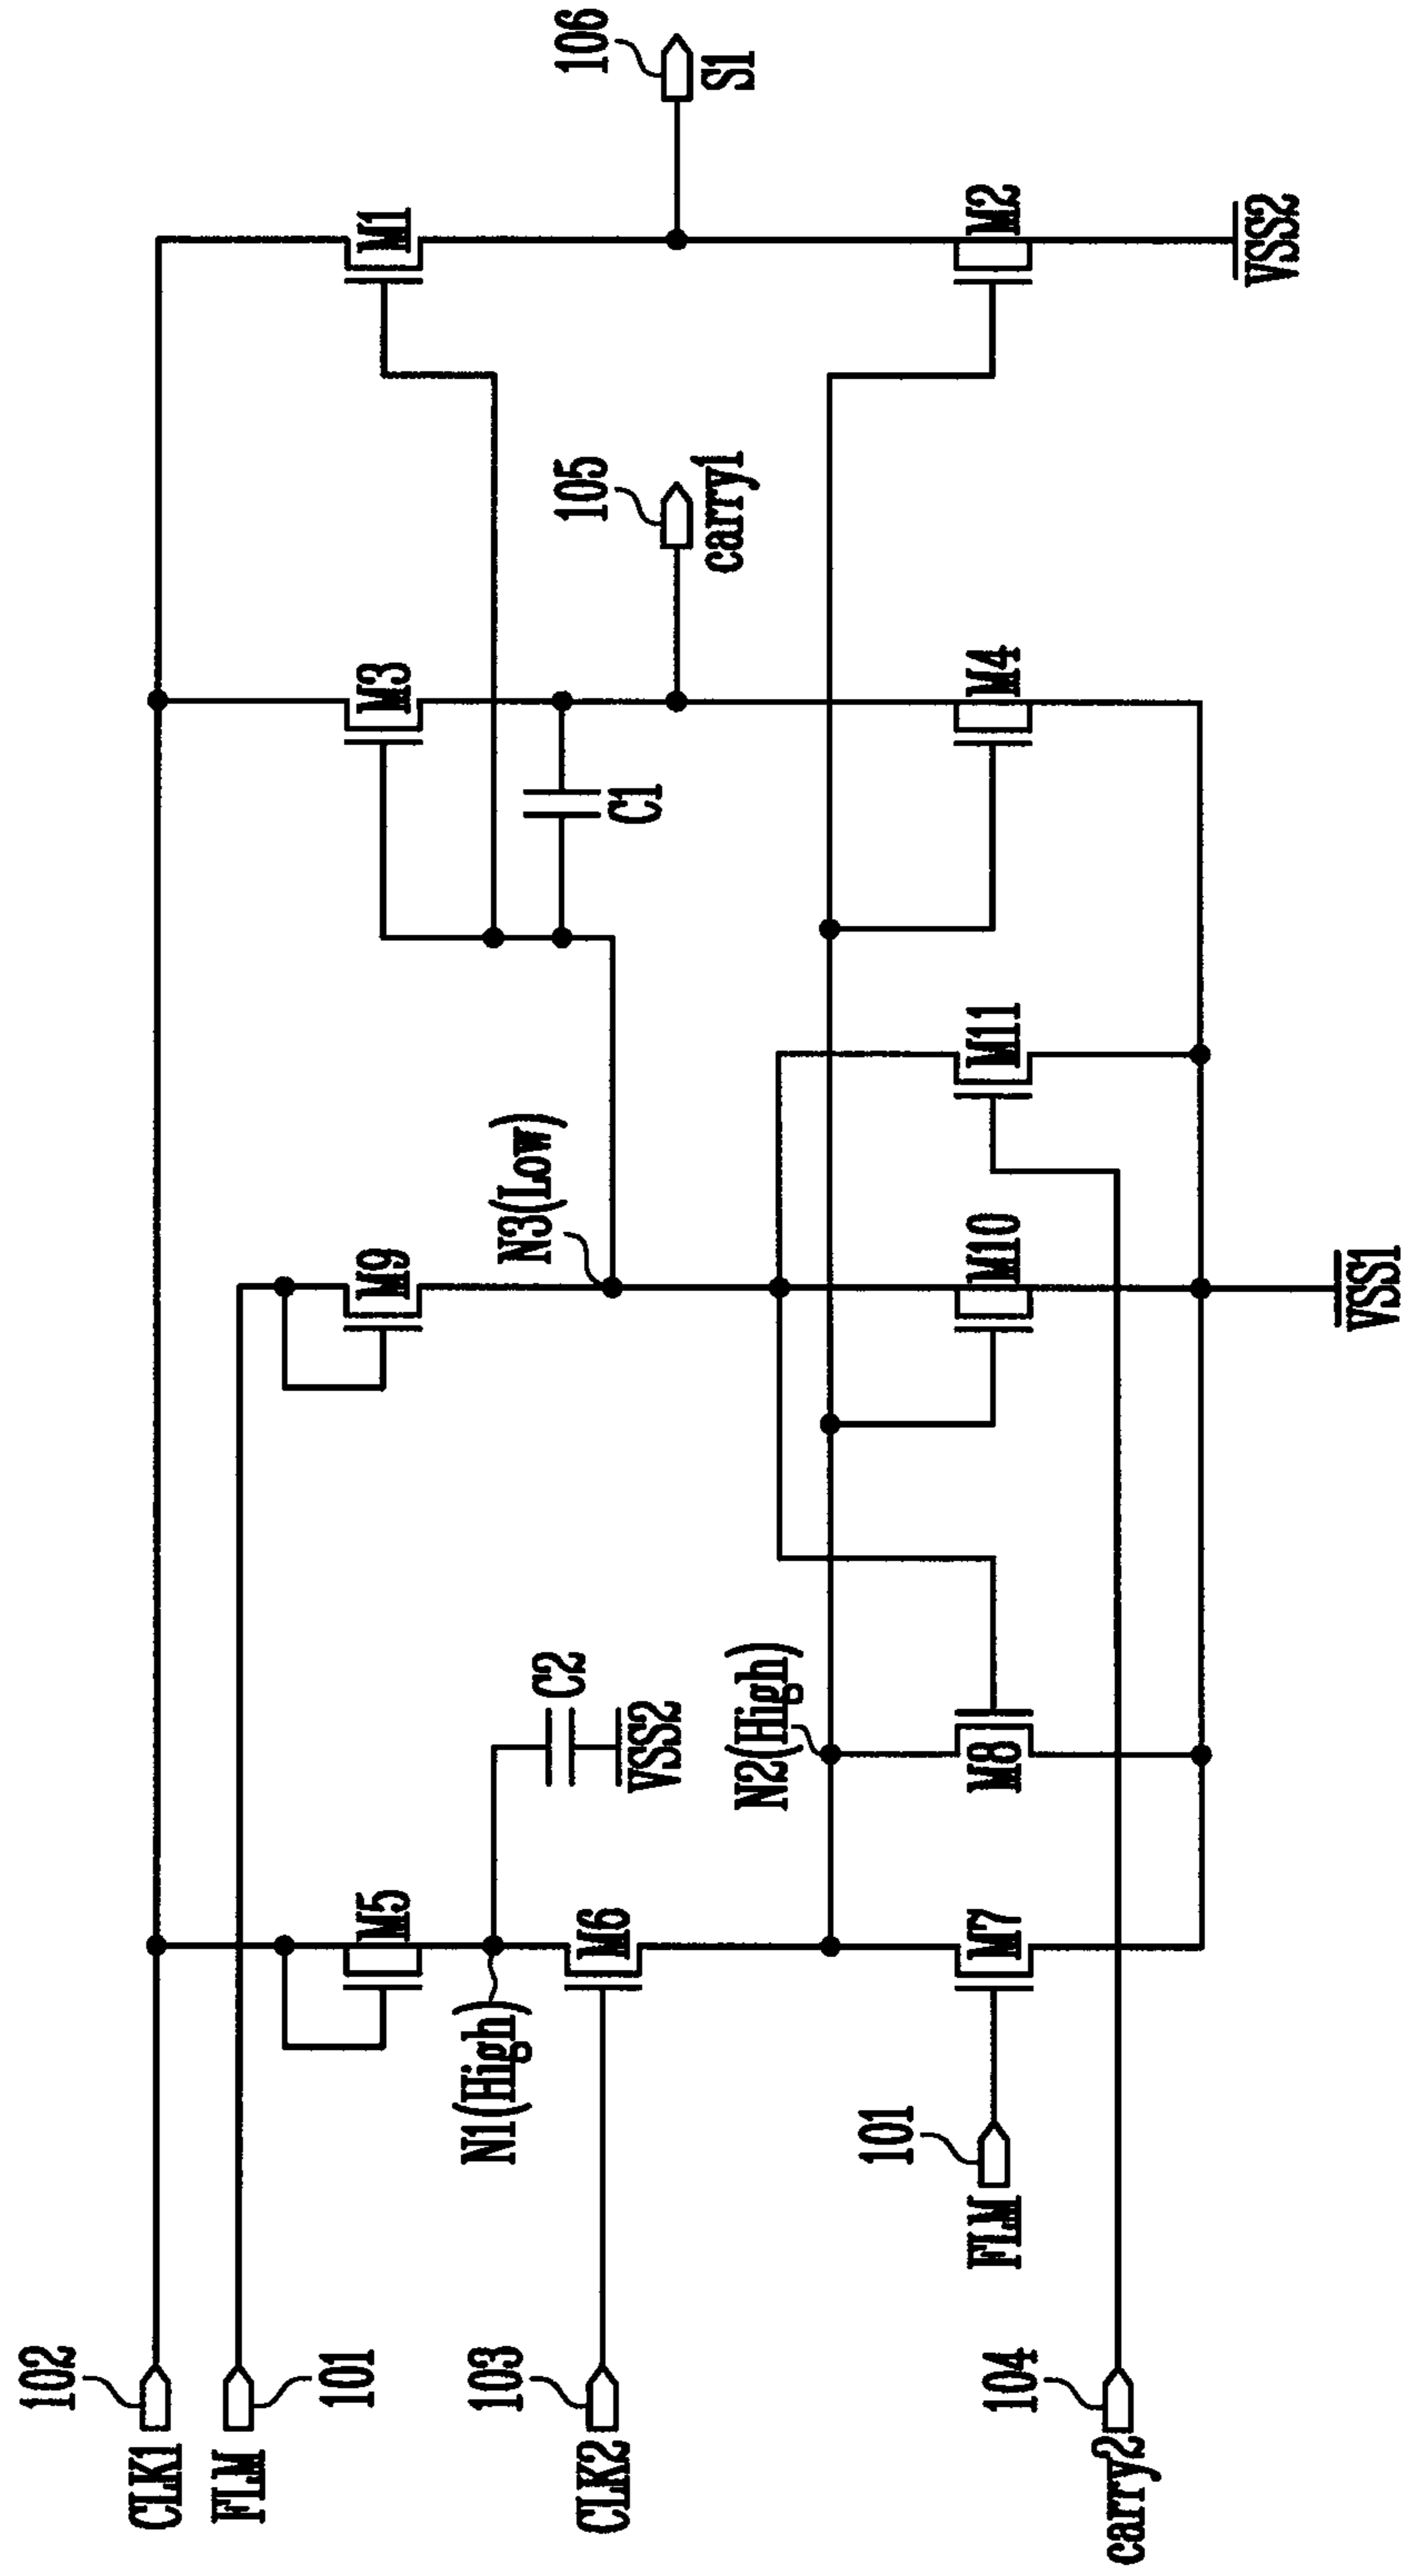 102
CLK1
FLM
101
103
CLK2
101
FLM
104
carry2
M5
N1(High)
M6
C2
VSS2
N2(High)
M7
M8
M9
N3(Low)
M10
M11
VSS1
M3
C1
105
carry1
M4
M1
106
S1
M2
VSS2